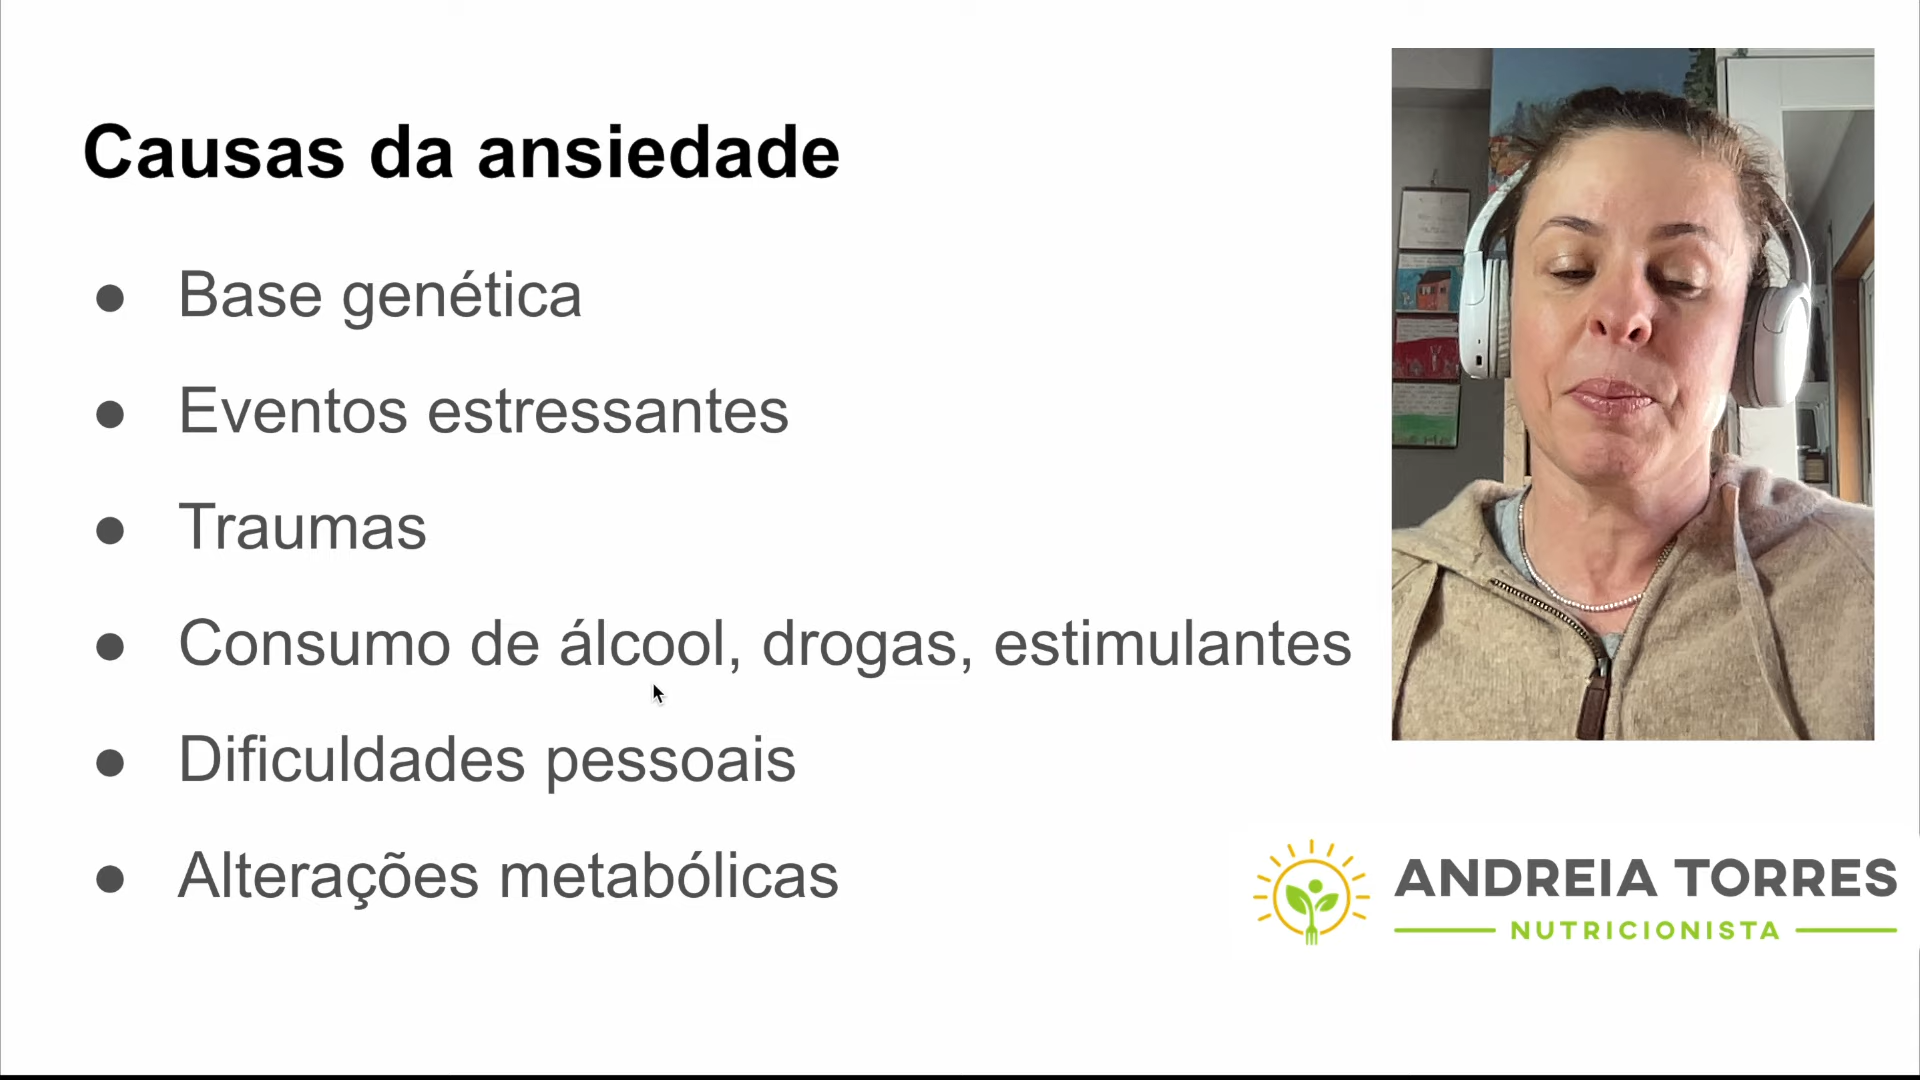 Causas da ansiedade
● Base genética
● Eventos estressantes
● Traumas
● Consumo de álcool, drogas, estimulantes
● Dificuldades pessoais
● Alterações metabólicas
ANDREIA TORRES
NUTRICIONISTA